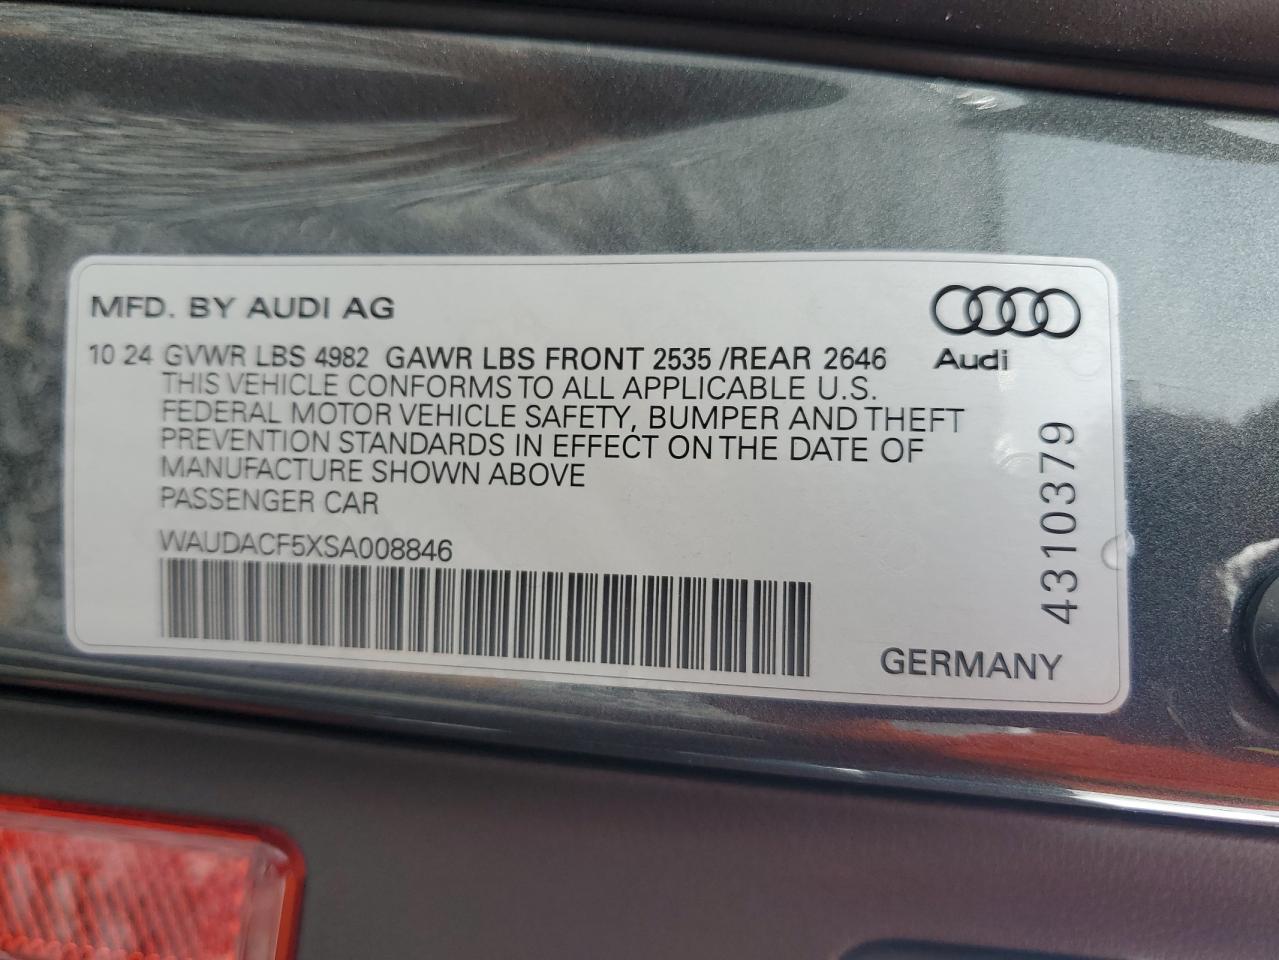 MFD. BY AUDI AG
Audi
10 24 GVWR LBS 4982 GAWR LBS FRONT 2535 /REAR 2646
THIS VEHICLE CONFORMS TO ALL APPLICABLE U.S.
FEDERAL MOTOR VEHICLE SAFETY, BUMPER AND THEFT
PREVENTION STANDARDS IN EFFECT ON THE DATE OF
MANUFACTURE SHOWN ABOVE
PASSENGER CAR
WAUDACF5XSA008846
4310379
GERMANY